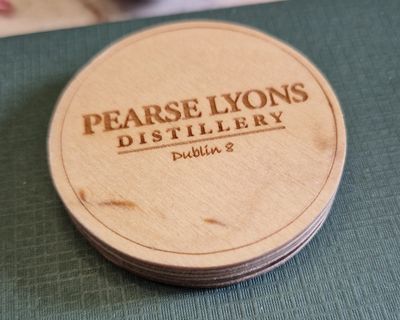 PEARSE LYONS
DISTILLERY
Dublin 8